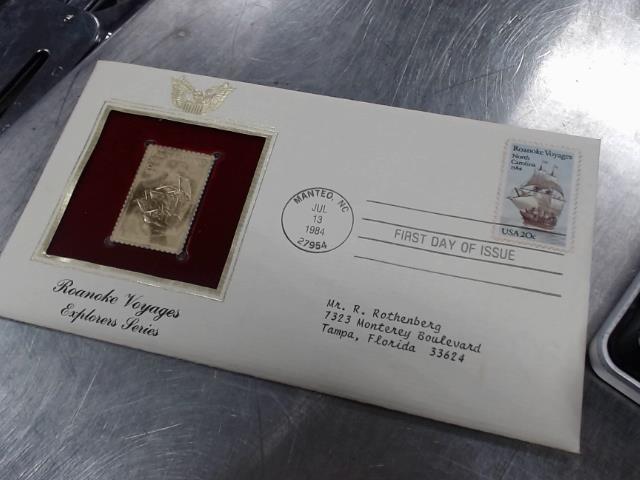 Roanoke Voyages
North
Carolina
1584
USA 20c
MANTEO, NC
JUL
13
1984
27954
FIRST DAY OF ISSUE
Roanoke Voyages
Explorers Series
Mr. R. Rothenberg
7323 Monterey Boulevard
Tampa, Florida 33624